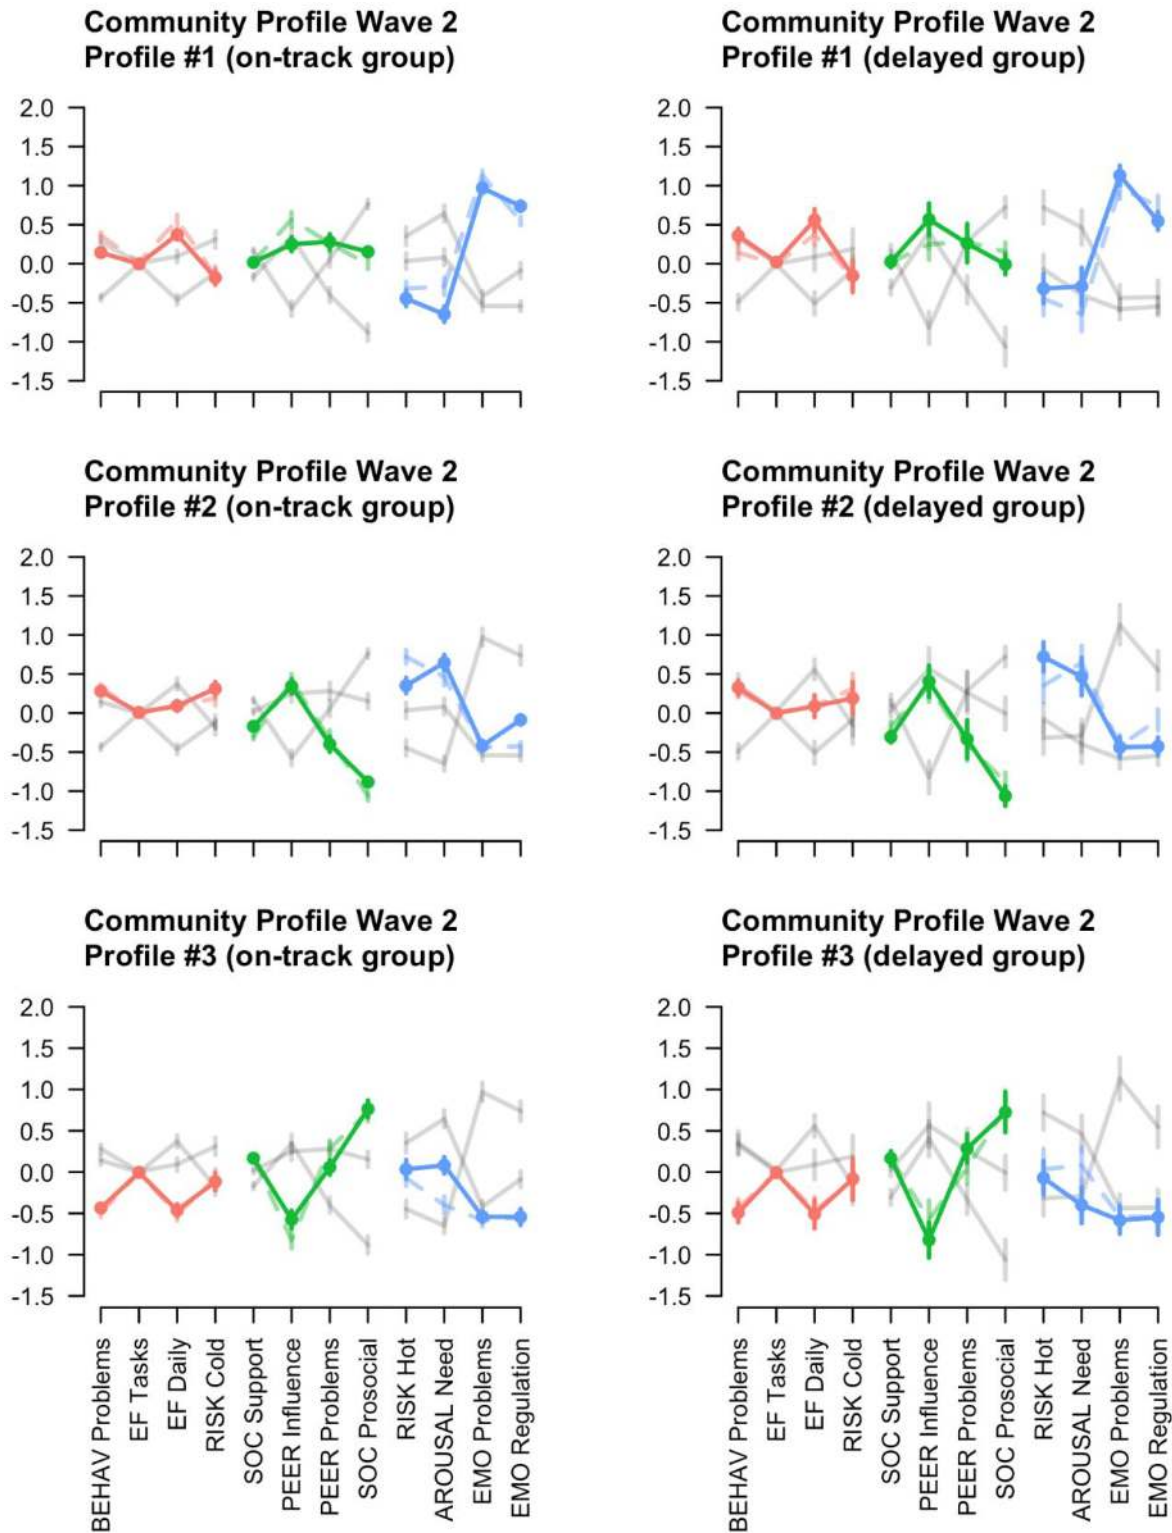 Community Profile Wave 2
Profile #1 (on-track group)
2.0
1.5
1.0
0.5
0.0
-0.5
-1.0
-1.5
Community Profile Wave 2
Profile #1 (delayed group)
2.0
1.5
1.0
0.5
0.0
-0.5
-1.0
-1.5
Community Profile Wave 2
Profile #2 (on-track group)
2.0
1.5
1.0
0.5
0.0
-0.5
-1.0
-1.5
Community Profile Wave 2
Profile #2 (delayed group)
2.0
1.5
1.0
0.5
0.0
-0.5
-1.0
-1.5
Community Profile Wave 2
Profile #3 (on-track group)
2.0
1.5
1.0
0.5
0.0
-0.5
-1.0
-1.5
BEHAV Problems
EF Tasks
EF Daily
RISK Cold
SOC Support
PEER Influence
PEER Problems
SOC Prosocial
RISK Hot
AROUSAL Need
EMO Problems
EMO Regulation
Community Profile Wave 2
Profile #3 (delayed group)
2.0
1.5
1.0
0.5
0.0
-0.5
-1.0
-1.5
BEHAV Problems
EF Tasks
EF Daily
RISK Cold
SOC Support
PEER Influence
PEER Problems
SOC Prosocial
RISK Hot
AROUSAL Need
EMO Problems
EMO Regulation